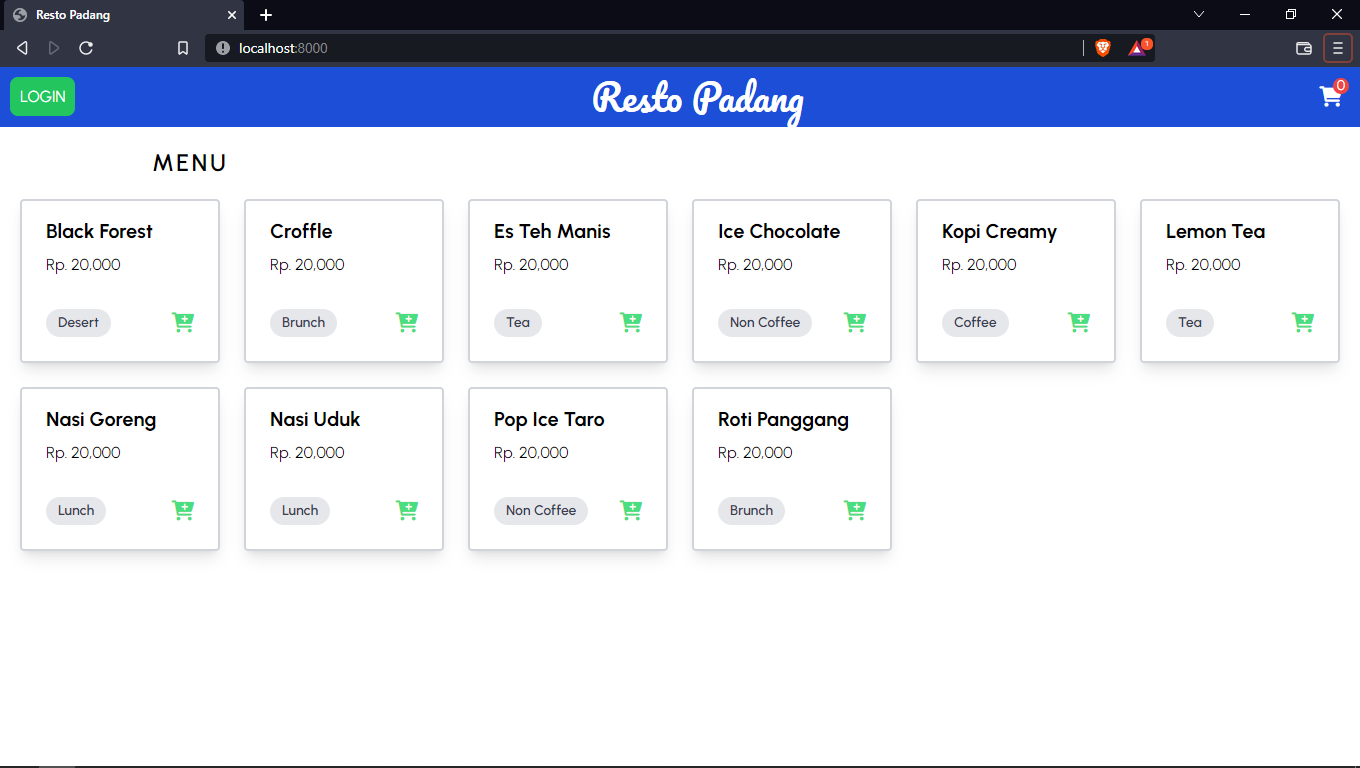 Resto Padang
localhost:8000
1
LOGIN
Resto Padang
0
MENU
Black Forest
Rp. 20,000
Desert
Croffle
Rp. 20,000
Brunch
Es Teh Manis
Rp. 20,000
Tea
Ice Chocolate
Rp. 20,000
Non Coffee
Kopi Creamy
Rp. 20,000
Coffee
Lemon Tea
Rp. 20,000
Tea
Nasi Goreng
Rp. 20,000
Lunch
Nasi Uduk
Rp. 20,000
Lunch
Pop Ice Taro
Rp. 20,000
Non Coffee
Roti Panggang
Rp. 20,000
Brunch